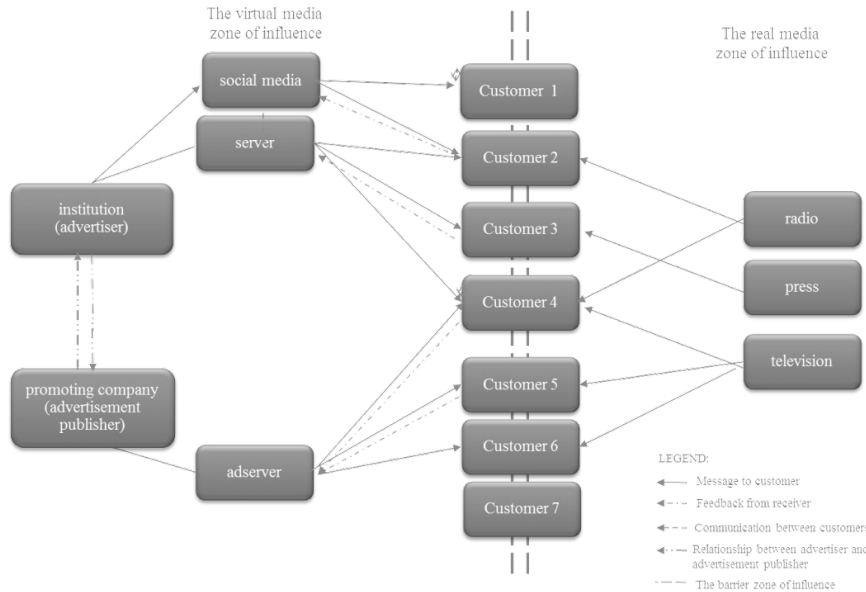 The virtual media
zone of influence
The real media
zone of influence
social media
server
institution
(advertiser)
promoting company
(advertisement
publisher)
adserver
Customer 1
Customer 2
Customer 3
Customer 4
Customer 5
Customer 6
Customer 7
radio
press
television
LEGEND:
Message to customer
Feedback from receiver
Communication between customers
Relationship between advertiser and
advertisement publisher
The barrier zone of influence